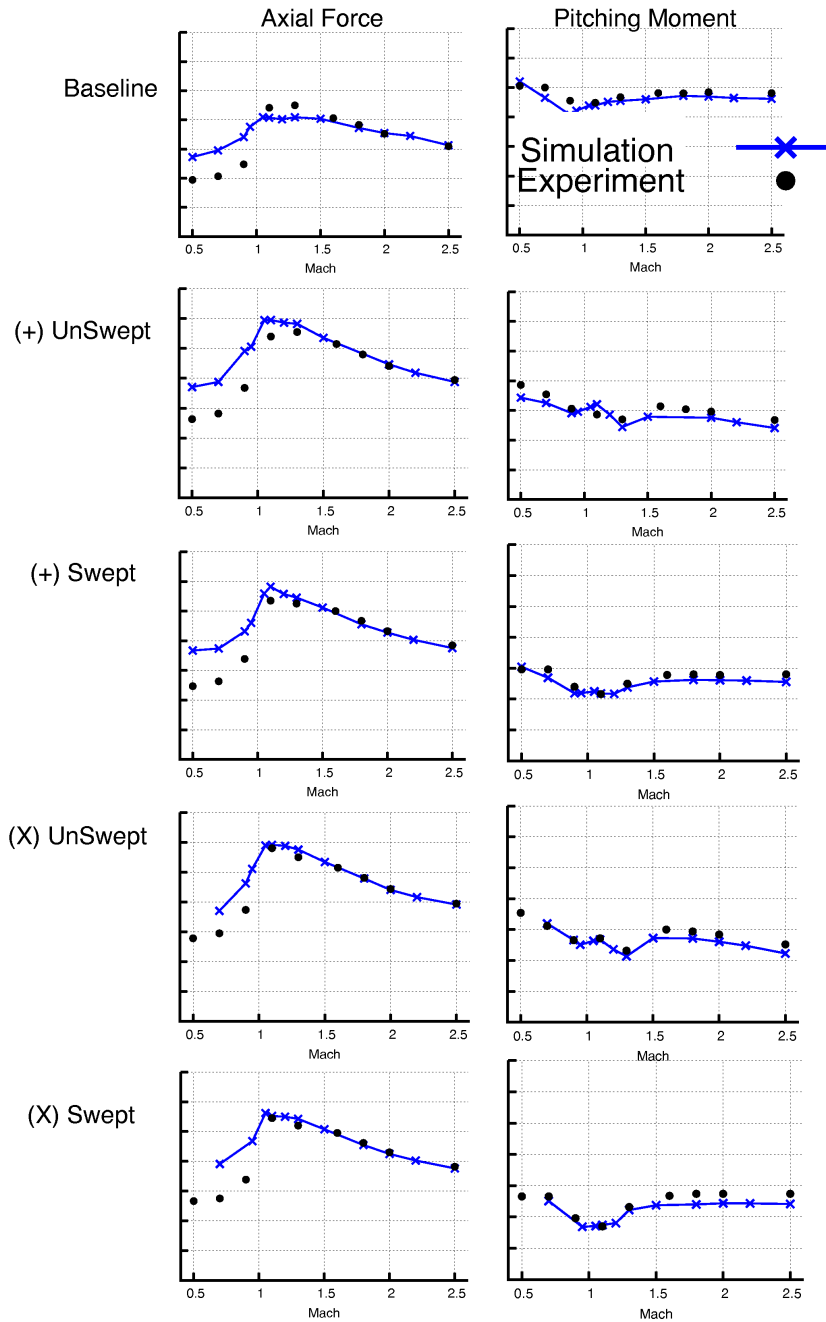 Axial Force
Pitching Moment
Baseline
Simulation
Experiment
0.5 1 1.5 2 2.5
Mach
0.5 1 1.5 2 2.5
Mach
(+) UnSwept
0.5 1 1.5 2 2.5
Mach
0.5 1 1.5 2 2.5
Mach
(+) Swept
0.5 1 1.5 2 2.5
Mach
0.5 1 1.5 2 2.5
Mach
(X) UnSwept
0.5 1 1.5 2 2.5
Mach
0.5 1 1.5 2 2.5
Mach
(X) Swept
0.5 1 1.5 2 2.5
Mach
0.5 1 1.5 2 2.5
Mach